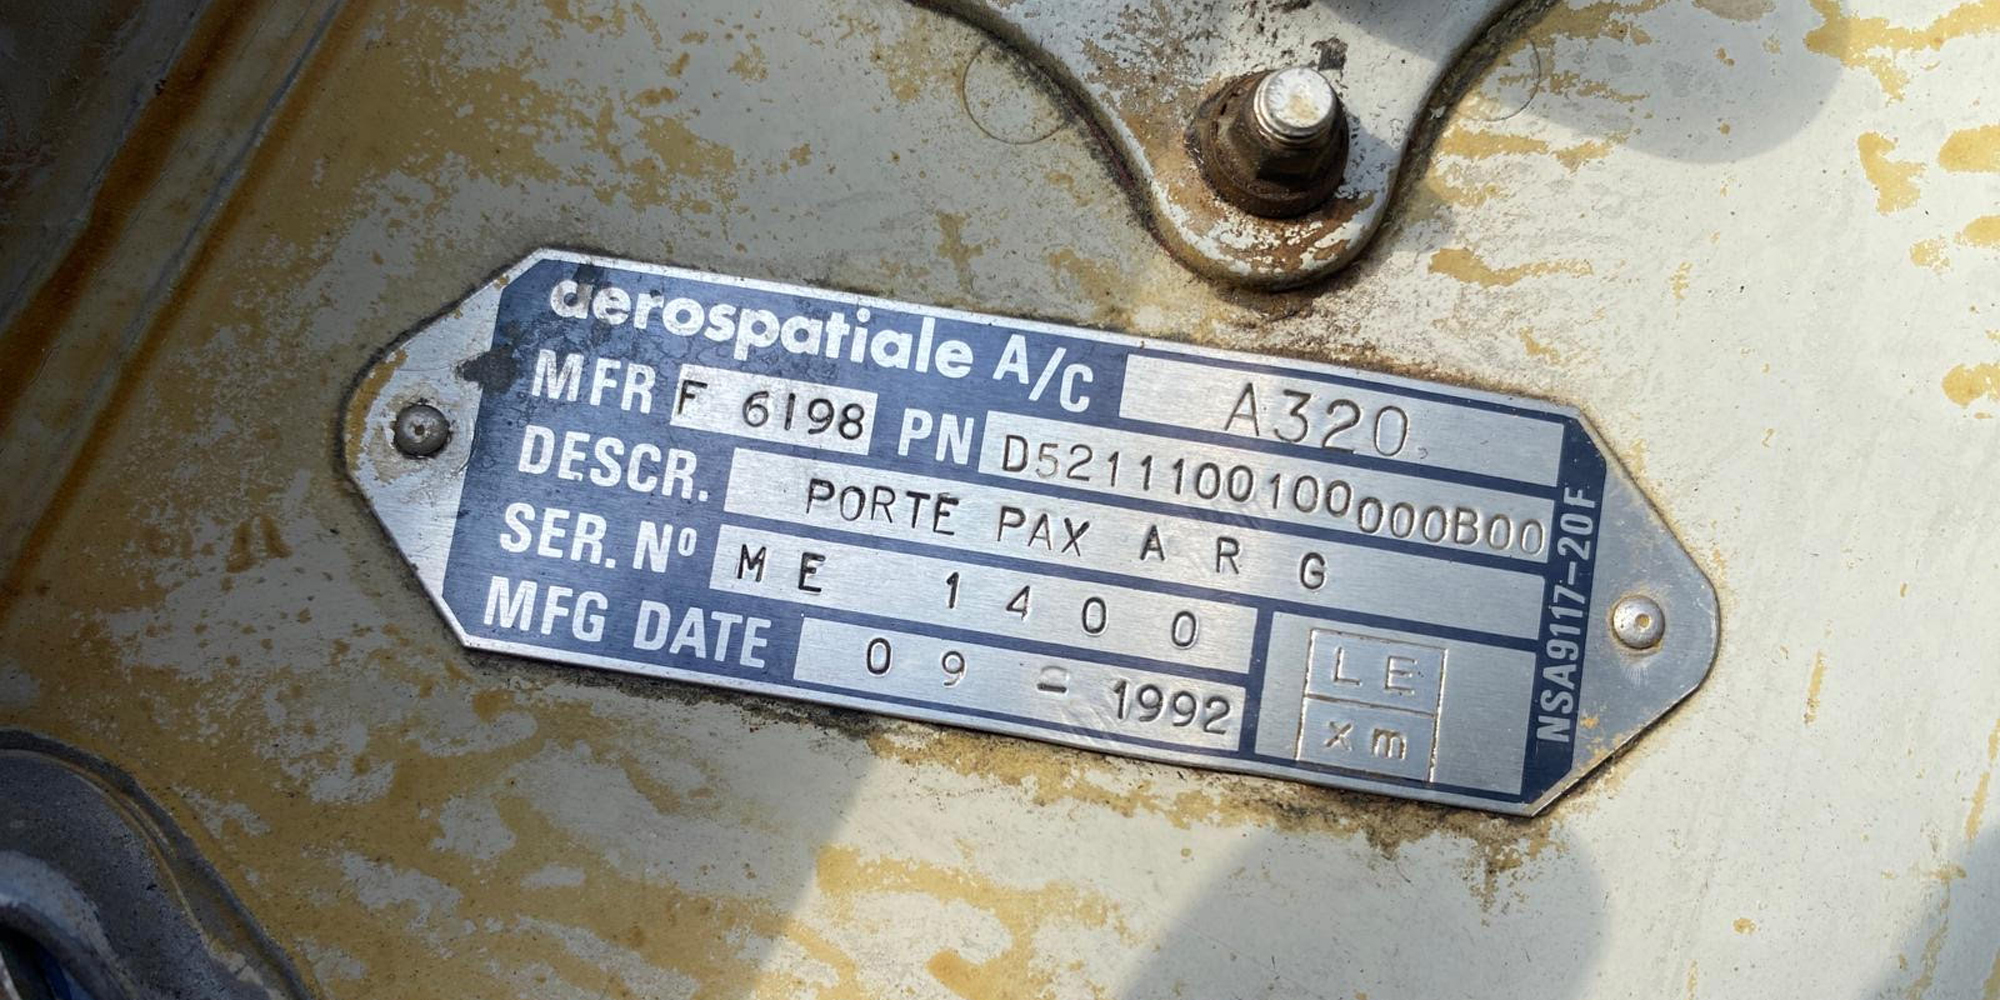 aerospatiale A/C A320
MFR F 6198 PN D5211100100000B00
DESCR. PORTE PAX A R G
SER. Nº M E 1 4 0 0
MFG DATE 0 9 - 1992
L E
x m
NSA9117-20F